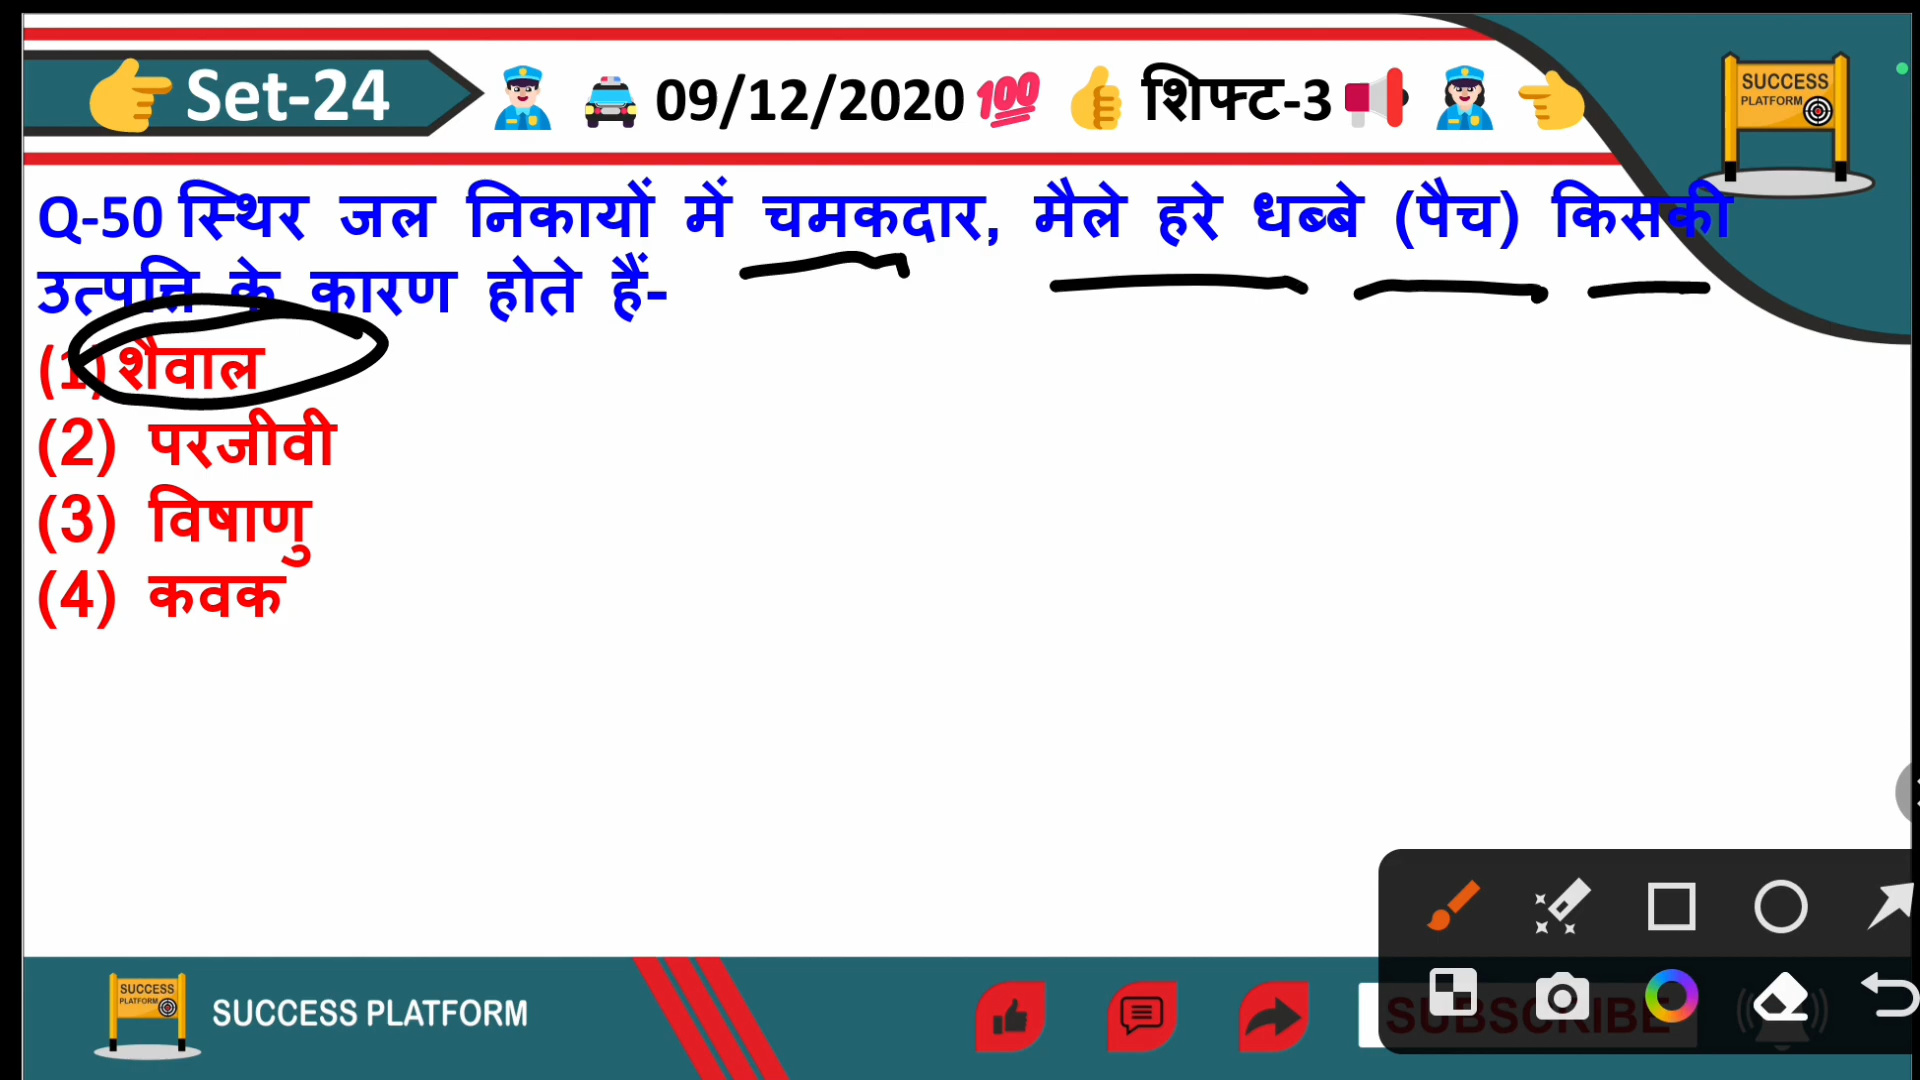 Set-24
09/12/2020 💯 शिफ्ट-3
SUCCESS
PLATFORM
Q-50 स्थिर जल निकायों में चमकदार, मैले हरे धब्बे (पैच) किसकी
उत्पत्ति के कारण होते हैं-
(1) शैवाल
(2) परजीवी
(3) विषाणु
(4) कवक
SUCCESS
PLATFORM
SUCCESS PLATFORM
SUBSCRIBE